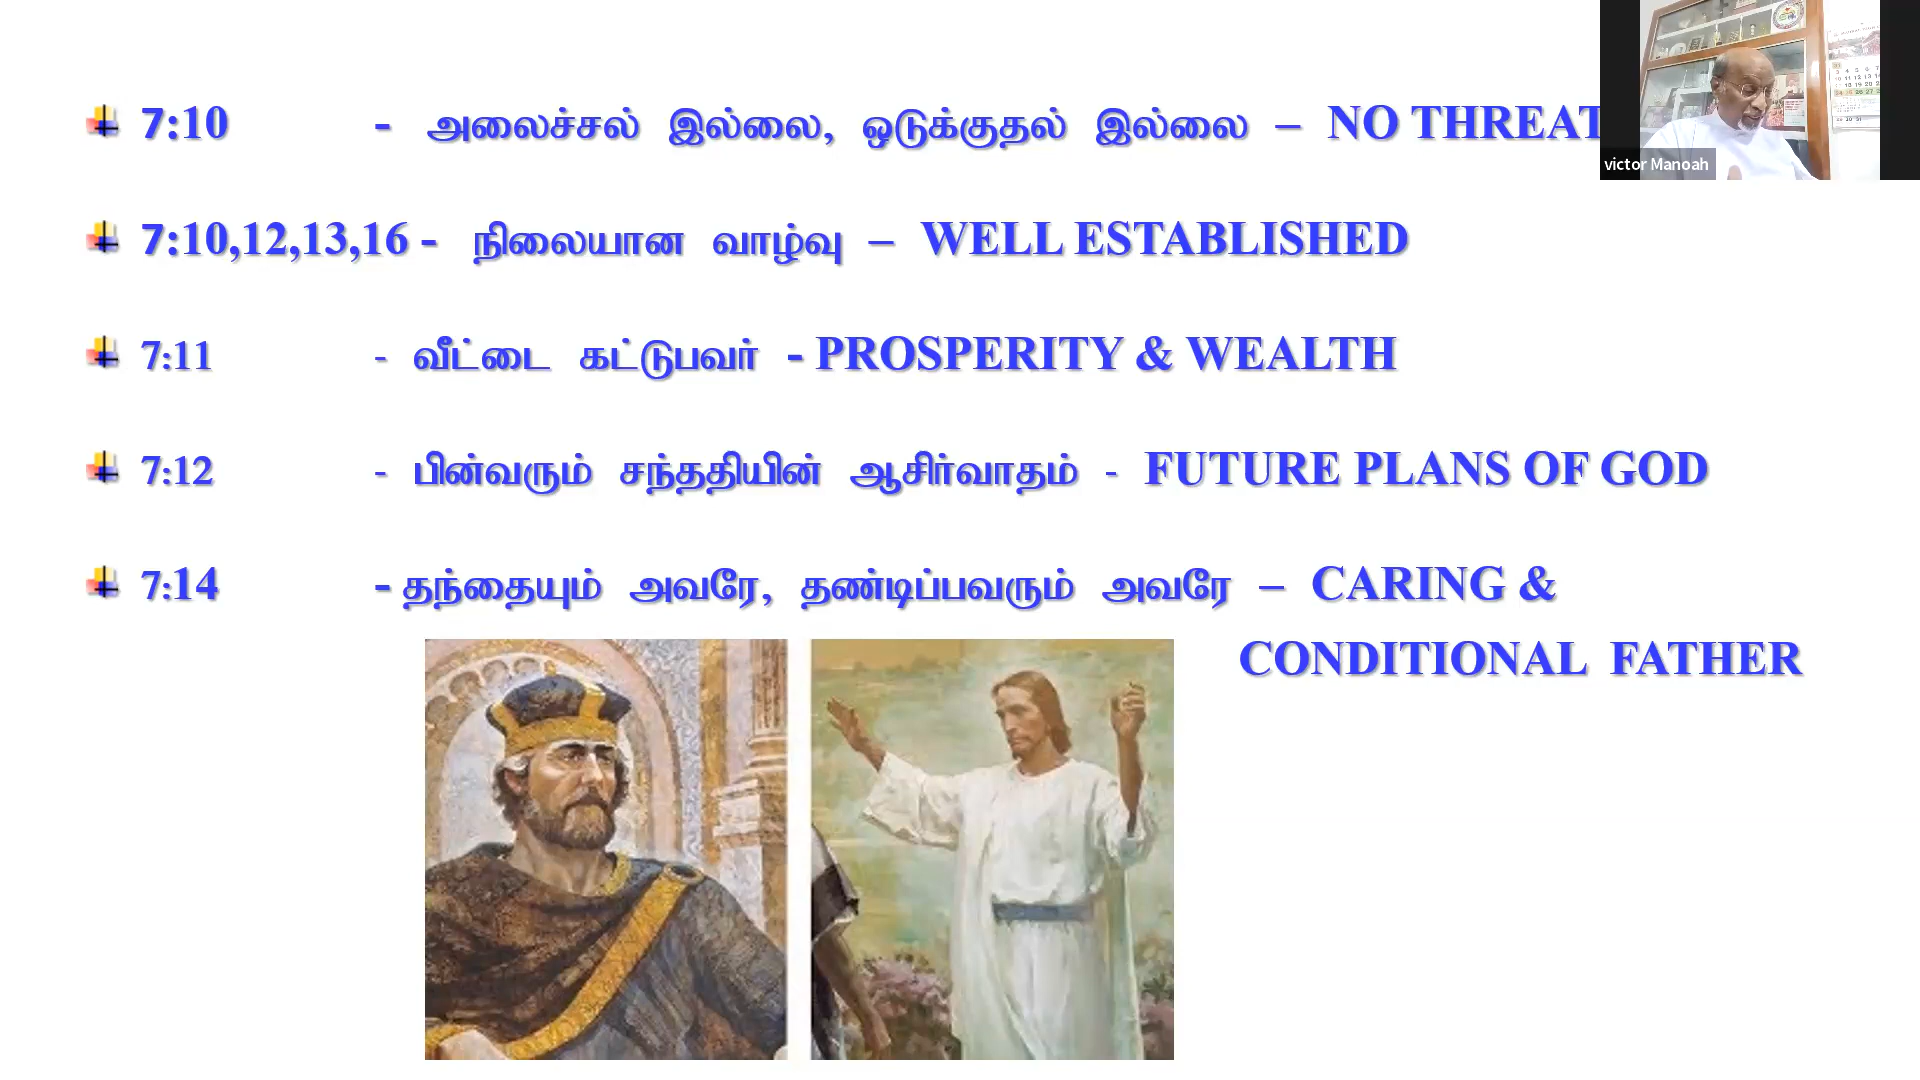 7:10 - அலைச்சல் இல்லை, ஒடுக்குதல் இல்லை – NO THREAT
victor Manoah
7:10,12,13,16 - நிலையான வாழ்வு – WELL ESTABLISHED
7:11 - வீட்டை கட்டுபவர் - PROSPERITY & WEALTH
7:12 - பின்வரும் சந்ததியின் ஆசிர்வாதம் - FUTURE PLANS OF GOD
7:14 - தந்தையும் அவரே, தண்டிப்பவரும் அவரே – CARING &
CONDITIONAL FATHER